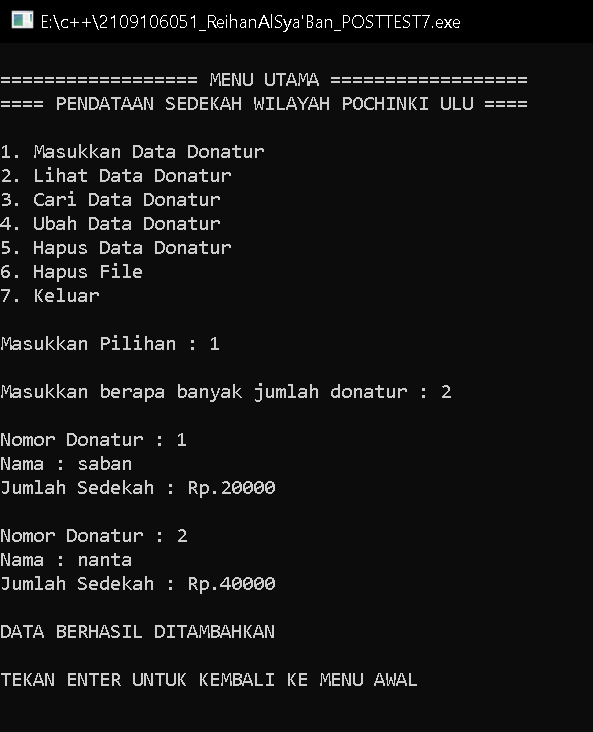 E:\c++\2109106051_ReihanAlSya'Ban_POSTTEST7.exe
================== MENU UTAMA ==================
==== PENDATAAN SEDEKAH WILAYAH POCHINKI ULU ====
1. Masukkan Data Donatur
2. Lihat Data Donatur
3. Cari Data Donatur
4. Ubah Data Donatur
5. Hapus Data Donatur
6. Hapus File
7. Keluar
Masukkan Pilihan : 1
Masukkan berapa banyak jumlah donatur : 2
Nomor Donatur : 1
Nama : saban
Jumlah Sedekah : Rp.20000
Nomor Donatur : 2
Nama : nanta
Jumlah Sedekah : Rp.40000
DATA BERHASIL DITAMBAHKAN
TEKAN ENTER UNTUK KEMBALI KE MENU AWAL